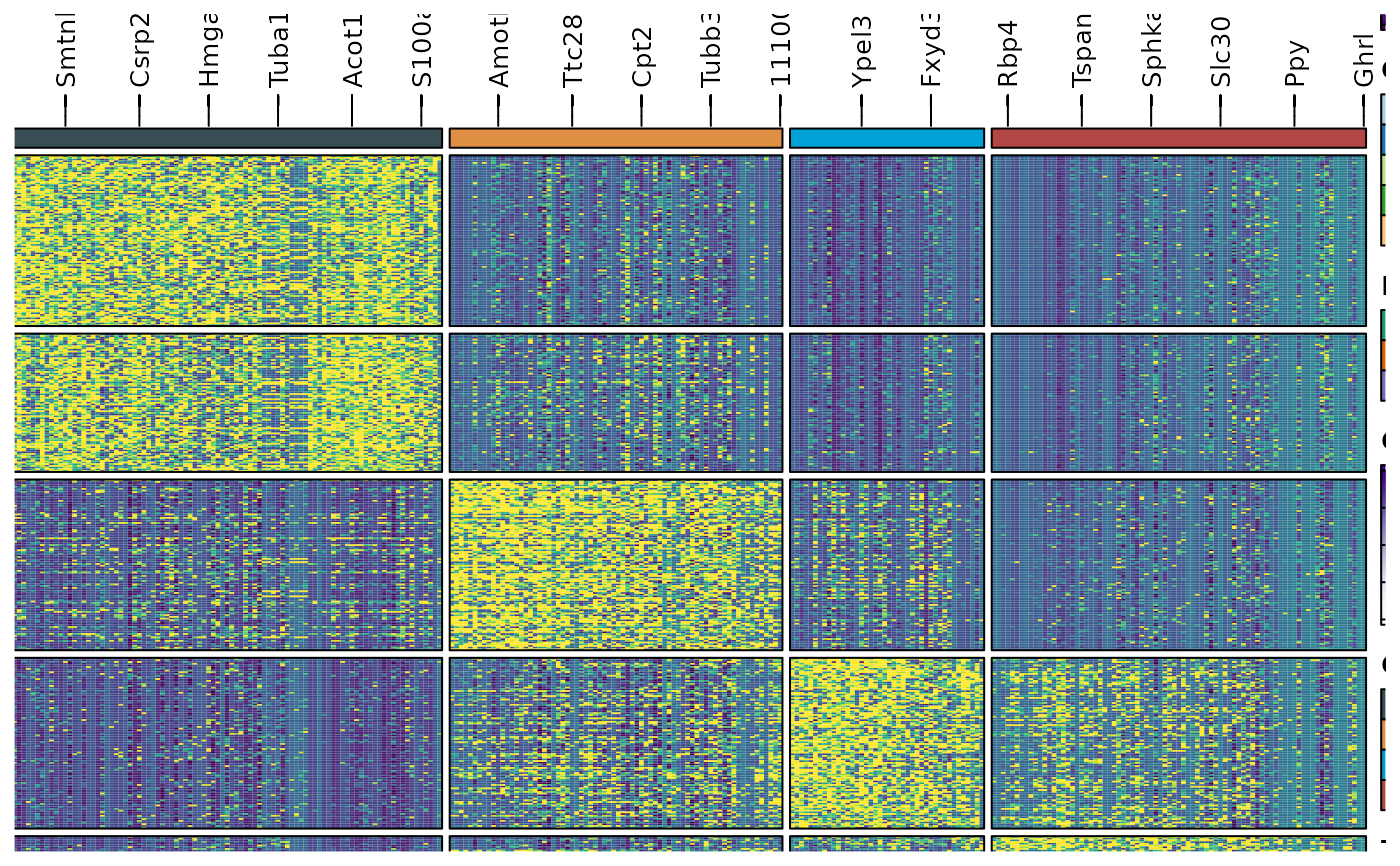 Smtnl
Csrp2
Hmga
Tuba1
Acot1
S100a
Amotl
Ttc28
Cpt2
Tubb3
1110
Ypel3
Fxyd3
Rbp4
Tspan
Sphka
Slc30
Ppy
Ghrl